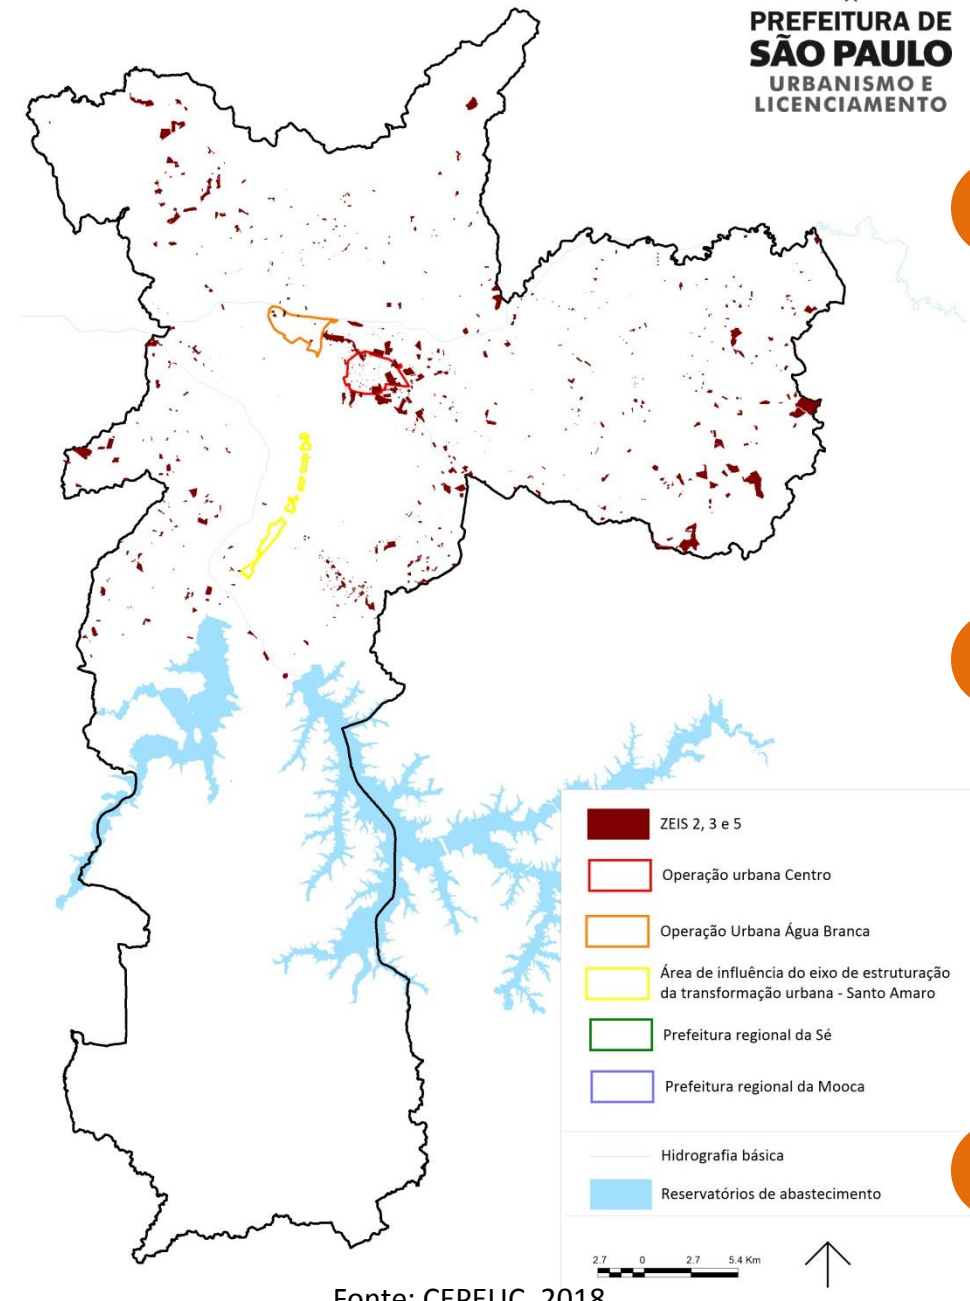 PREFEITURA DE
SÃO PAULO
URBANISMO E
LICENCIAMENTO
ZEIS 2, 3 e 5
Operação urbana Centro
Operação Urbana Água Branca
Área de influência do eixo de estruturação
da transformação urbana - Santo Amaro
Prefeitura regional da Sé
Prefeitura regional da Mooca
Hidrografia básica
Reservatórios de abastecimento
2.7 0 2.7 5.4 Km
Fonte: CEPEUC, 2018